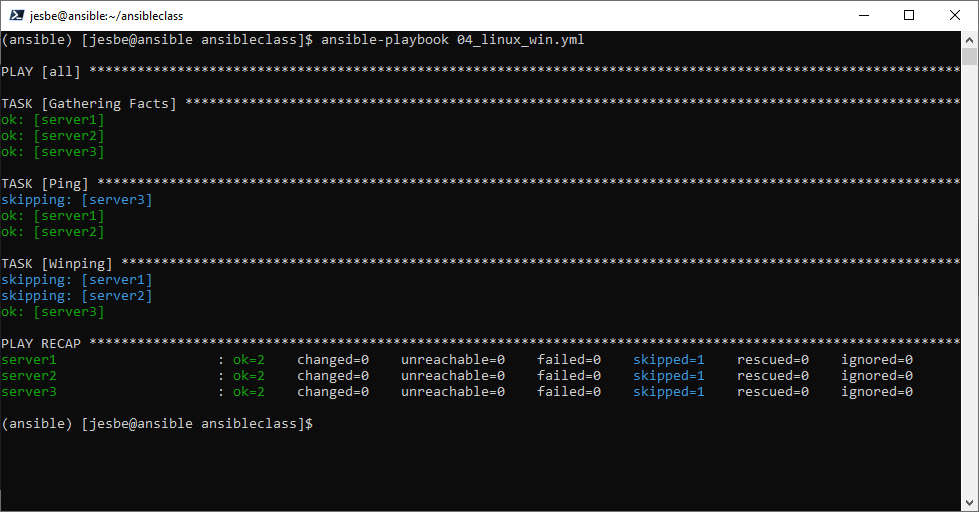 jesbe@ansible:~/ansibleclass
(ansible) [jesbe@ansible ansibleclass]$ ansible-playbook 04_linux_win.yml
PLAY [all] *************************************************************************************************************
TASK [Gathering Facts] *************************************************************************************************
ok: [server1]
ok: [server2]
ok: [server3]
TASK [Ping] ************************************************************************************************************
skipping: [server3]
ok: [server1]
ok: [server2]
TASK [Winping] *********************************************************************************************************
skipping: [server1]
skipping: [server2]
ok: [server3]
PLAY RECAP *************************************************************************************************************
server1                    : ok=2    changed=0    unreachable=0    failed=0    skipped=1    rescued=0    ignored=0
server2                    : ok=2    changed=0    unreachable=0    failed=0    skipped=1    rescued=0    ignored=0
server3                    : ok=2    changed=0    unreachable=0    failed=0    skipped=1    rescued=0    ignored=0
(ansible) [jesbe@ansible ansibleclass]$